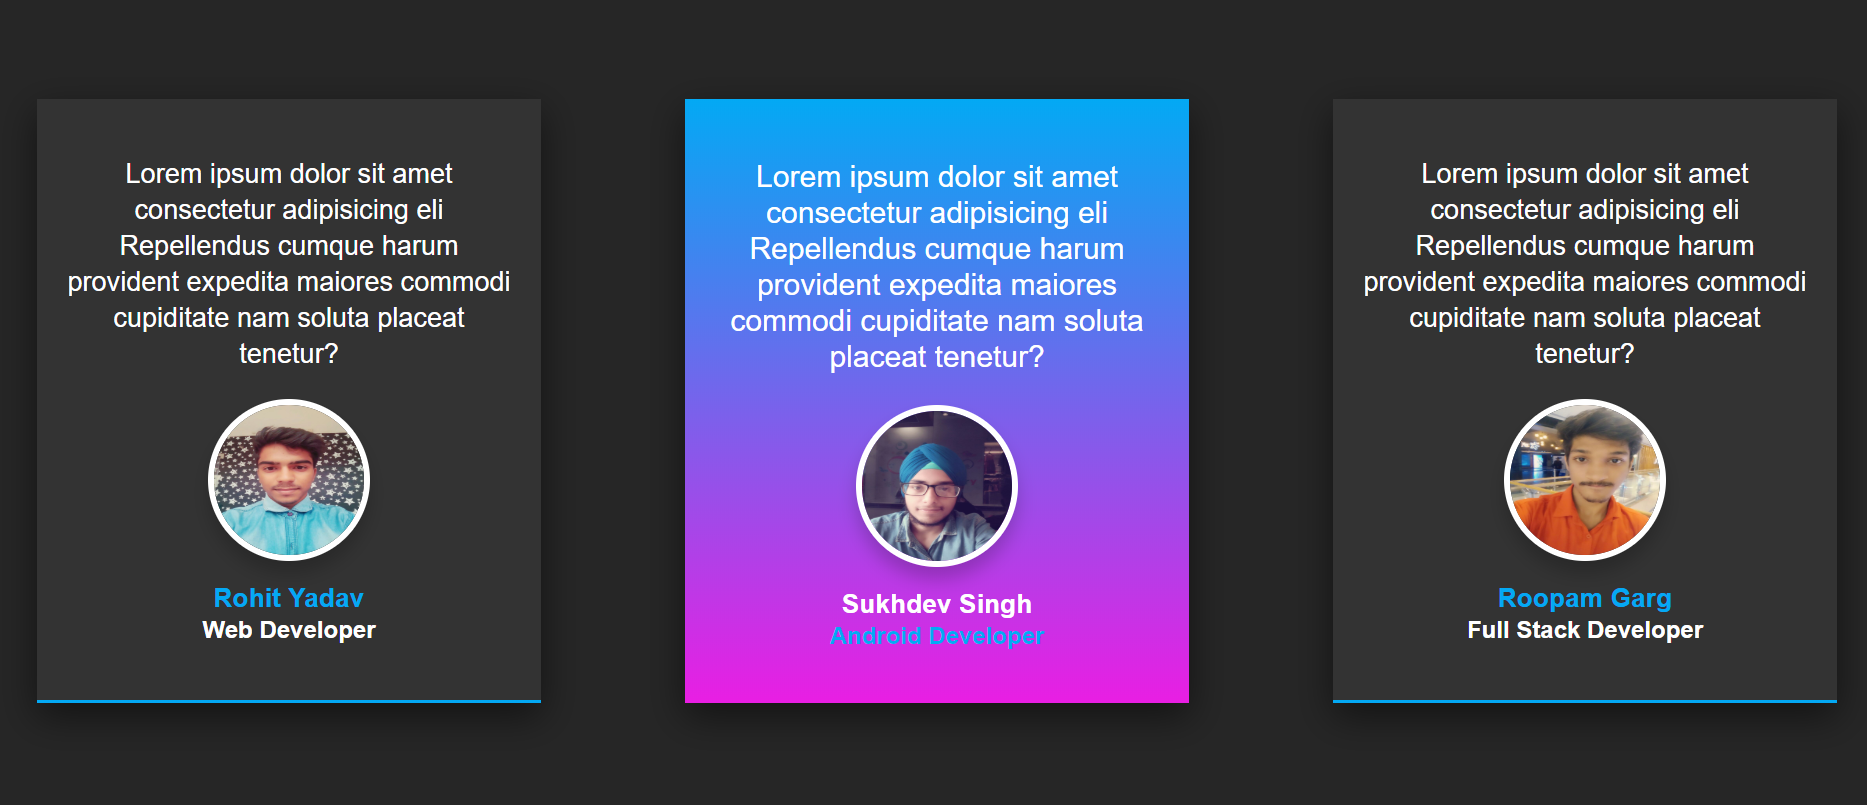 Lorem ipsum dolor sit amet
consectetur adipisicing eli
Repellendus cumque harum
provident expedita maiores commodi
cupiditate nam soluta placeat
tenetur?
Rohit Yadav
Web Developer
Lorem ipsum dolor sit amet
consectetur adipisicing eli
Repellendus cumque harum
provident expedita maiores
commodi cupiditate nam soluta
placeat tenetur?
Sukhdev Singh
Android Developer
Lorem ipsum dolor sit amet
consectetur adipisicing eli
Repellendus cumque harum
provident expedita maiores commodi
cupiditate nam soluta placeat
tenetur?
Roopam Garg
Full Stack Developer